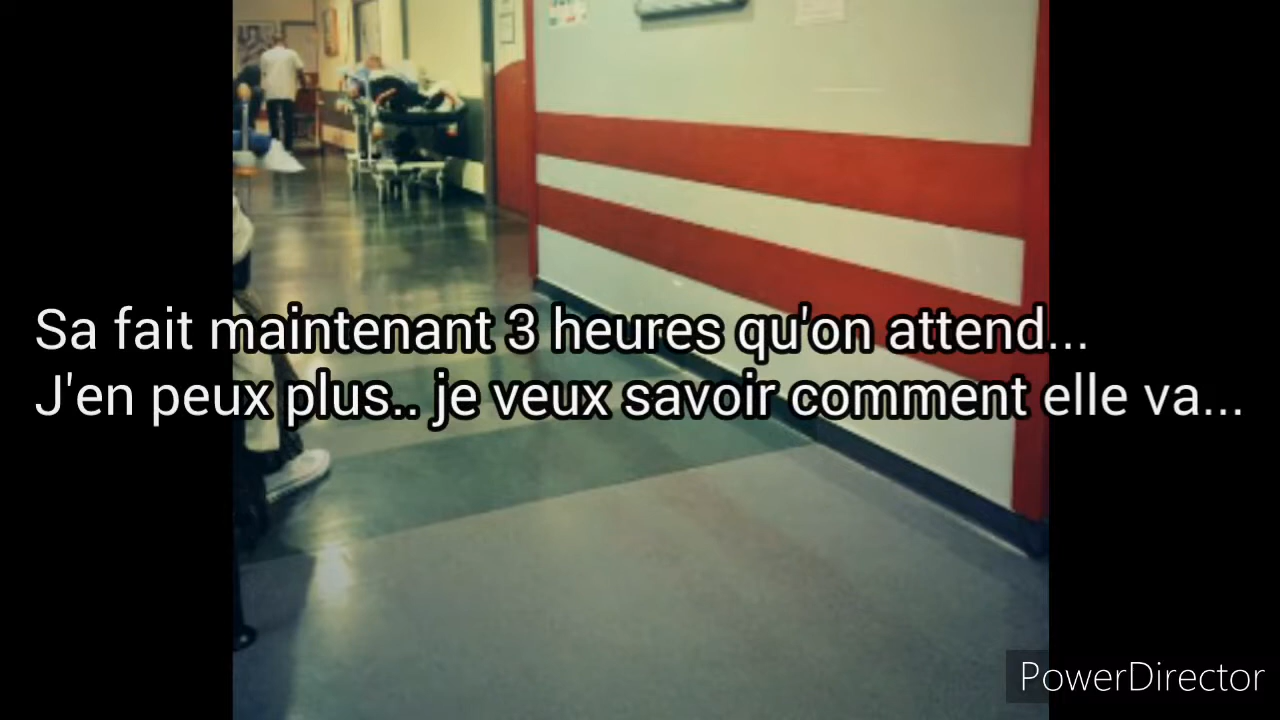 Sa fait maintenant 3 heures qu'on attend...
J'en peux plus.. je veux savoir comment elle va...
PowerDirector